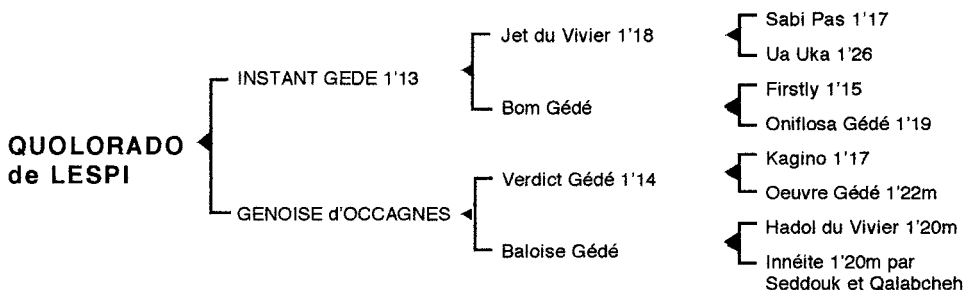 QUOLORADO
de LESPI
INSTANT GEDE 1'13
GENOISE d'OCCAGNES
Jet du Vivier 1'18
Bom Gédé
Verdict Gédé 1'14
Baloise Gédé
Sabi Pas 1'17
Ua Uka 1'26
Firstly 1'15
Oniflosa Gédé 1'19
Kagino 1'17
Oeuvre Gédé 1'22m
Hadol du Vivier 1'20m
Innéite 1'20m par
Seddouk et Qalabcheh